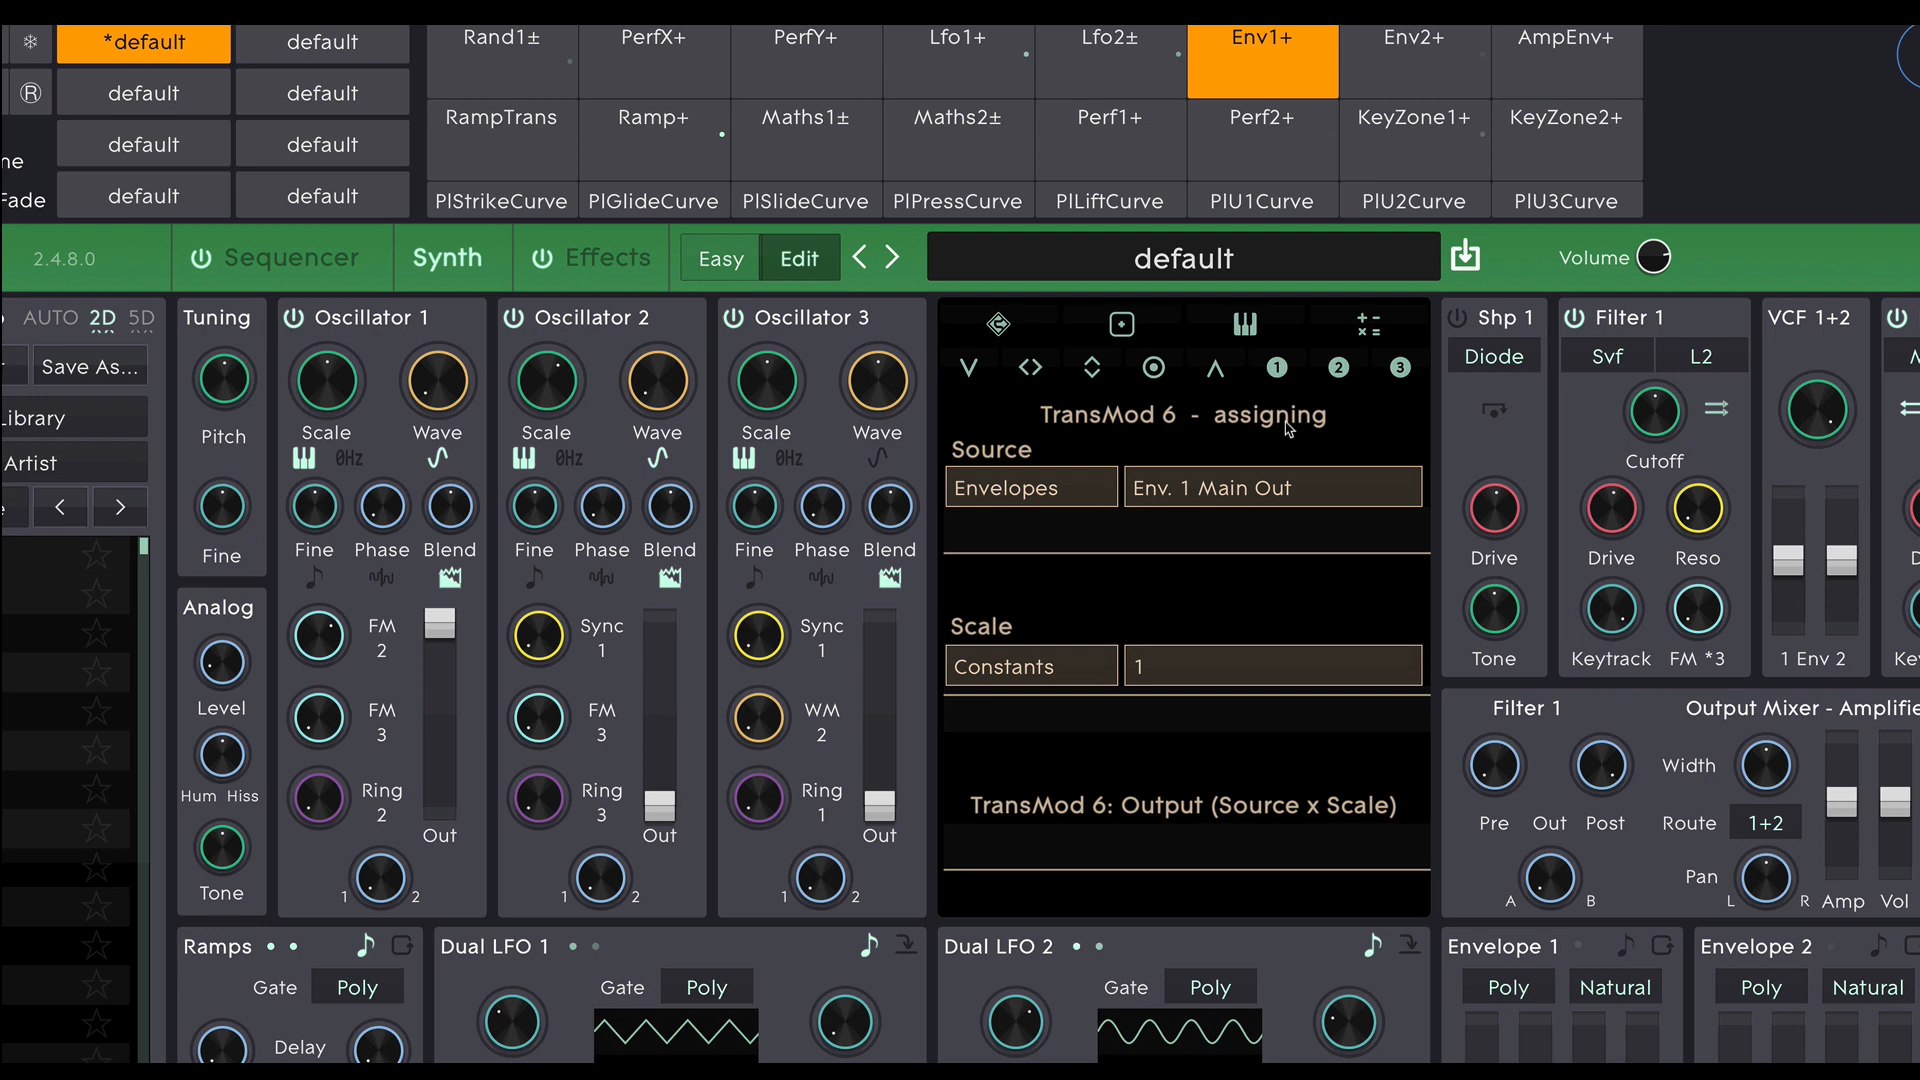 *default default Rand1± PerfX+ PerfY+ Lfo1+ Lfo2± Env1+ Env2+ AmpEnv+
R default default RampTrans Ramp+ Maths1± Maths2± Perf1+ Perf2+ KeyZone1+ KeyZone2+
default default
default default PlStrikeCurve PlGlideCurve PlSlideCurve PlPressCurve PlLiftCurve PlU1Curve PlU2Curve PlU3Curve
2.4.8.0 Sequencer Synth Effects Easy Edit < > default Volume
AUTO 2D 5D
Save As...
Library
Artist
< >
Tuning
Pitch
Fine
Analog
Level
Hum Hiss
Tone
Oscillator 1
Scale Wave
0Hz
Fine Phase Blend
FM 2
FM 3
Ring 2
Out
1 2
Oscillator 2
Scale Wave
0Hz
Fine Phase Blend
Sync 1
FM 3
Ring 3
Out
1 2
Oscillator 3
Scale Wave
0Hz
Fine Phase Blend
Sync 1
WM 2
Ring 1
Out
1 2
1 2 3
TransMod 6 - assigning
Source
Envelopes Env. 1 Main Out
Scale
Constants 1
TransMod 6: Output (Source x Scale)
Shp 1
Diode
Drive
Tone
Filter 1
Svf L2
Cutoff
Drive Reso
Keytrack FM *3
VCF 1+2
1 Env 2
Filter 1 Output Mixer - Amplifie
Width
Pre Out Post Route 1+2
Pan
A B L R Amp Vol
Ramps
Gate Poly
Delay
Dual LFO 1
Gate Poly
Dual LFO 2
Gate Poly
Envelope 1
Poly Natural
Envelope 2
Poly Natural